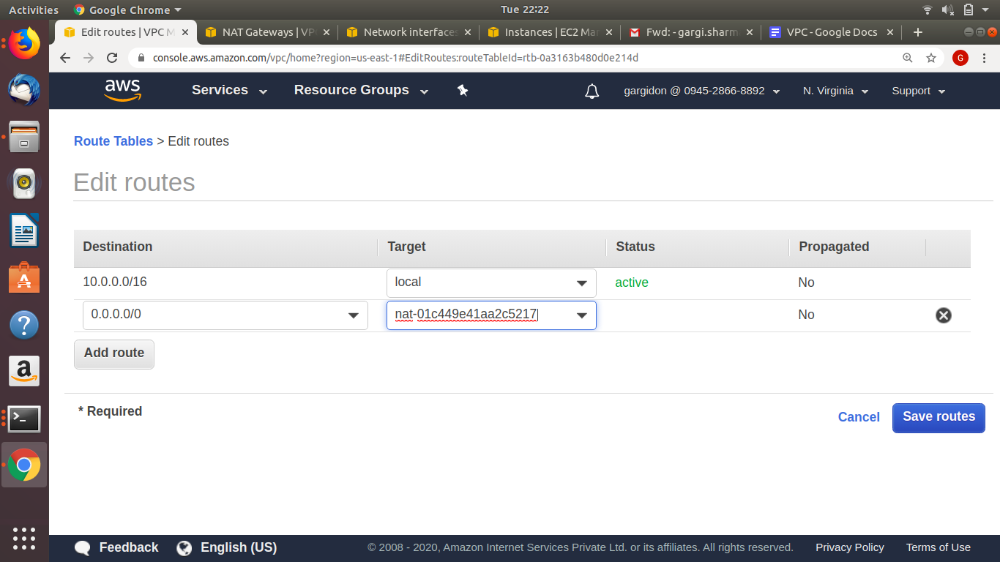 Activities
Google Chrome
Tue 22:22
Edit routes | VPC M
NAT Gateways | VPC
Network interfaces
Instances | EC2 Man
Fwd: - gargi.sharm
VPC - Google Docs
console.aws.amazon.com/vpc/home?region=us-east-1#EditRoutes:routeTableId=rtb-0a3163b480d0e214d
G
aws
Services
Resource Groups
gargidon @ 0945-2866-8892
N. Virginia
Support
Route Tables > Edit routes
Edit routes
Destination Target Status Propagated
10.0.0.0/16 local active No
0.0.0.0/0 nat-01c449e41aa2c5217 No
Add route
* Required
Cancel
Save routes
Feedback
English (US)
© 2008 - 2020, Amazon Internet Services Private Ltd. or its affiliates. All rights reserved.
Privacy Policy
Terms of Use